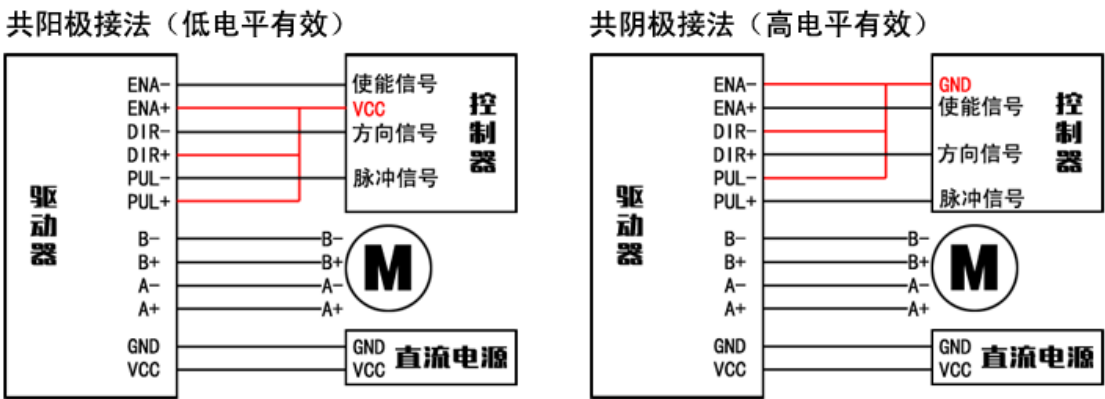 共阳极接法（低电平有效）
ENA-
ENA+
DIR-
DIR+
PUL-
PUL+
B-
B+
A-
A+
GND
VCC
驱动器
使能信号
VCC
方向信号
脉冲信号
控制器
B-
B+
A-
A+
M
GND
VCC
直流电源
共阴极接法（高电平有效）
ENA-
ENA+
DIR-
DIR+
PUL-
PUL+
B-
B+
A-
A+
GND
VCC
驱动器
GND
使能信号
方向信号
脉冲信号
控制器
B-
B+
A-
A+
M
GND
VCC
直流电源